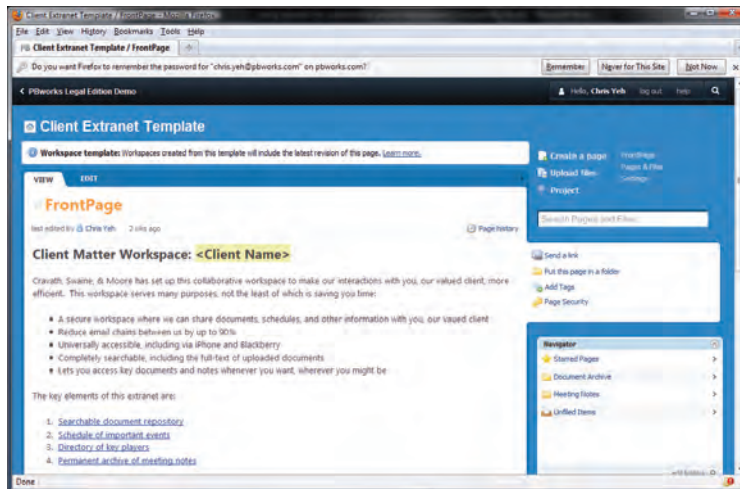 Client Extranet Template / FrontPage - Mozilla Firefox
File Edit View History Bookmarks Tools Help
Client Extranet Template / FrontPage
Do you want Firefox to remember the password for "chris.yeh@pbworks.com" on pbworks.com?
Remember Never for This Site Not Now
PBworks Legal Edition Demo
Hello, Chris Yeh log out help
Client Extranet Template
Workspace template: Workspaces created from this template will include the latest revision of this page. Learn more.
VIEW EDIT
FrontPage
last edited by Chris Yeh 2 wks ago Page history
Client Matter Workspace: <Client Name>
Cravath, Swaine, & Moore has set up this collaborative workspace to make our interactions with you, our valued client, more
efficient. This workspace serves many purposes, not the least of which is saving you time:
A secure workspace where we can share documents, schedules, and other information with you, our vaued client
Reduce email chains between us by up to 90%
Universally accessible, including via iPhone and Blackberry
Completely searchable, including the full-text of uploaded documents
Lets you access key documents and notes whenever you want, wherever you might be
The key elements of this extranet are:
1. Searchable document repository
2. Schedule of important events
3. Directory of key players
4. Permanent archive of meeting notes
Create a page
Upload files
Project
FrontPage
Pages & Files
Settings
Search Pages and Files
Send a link
Put this page in a folder
Add Tags
Page Security
Navigator
Starred Pages
Document Archive
Meeting Notes
Unfiled Items
Done